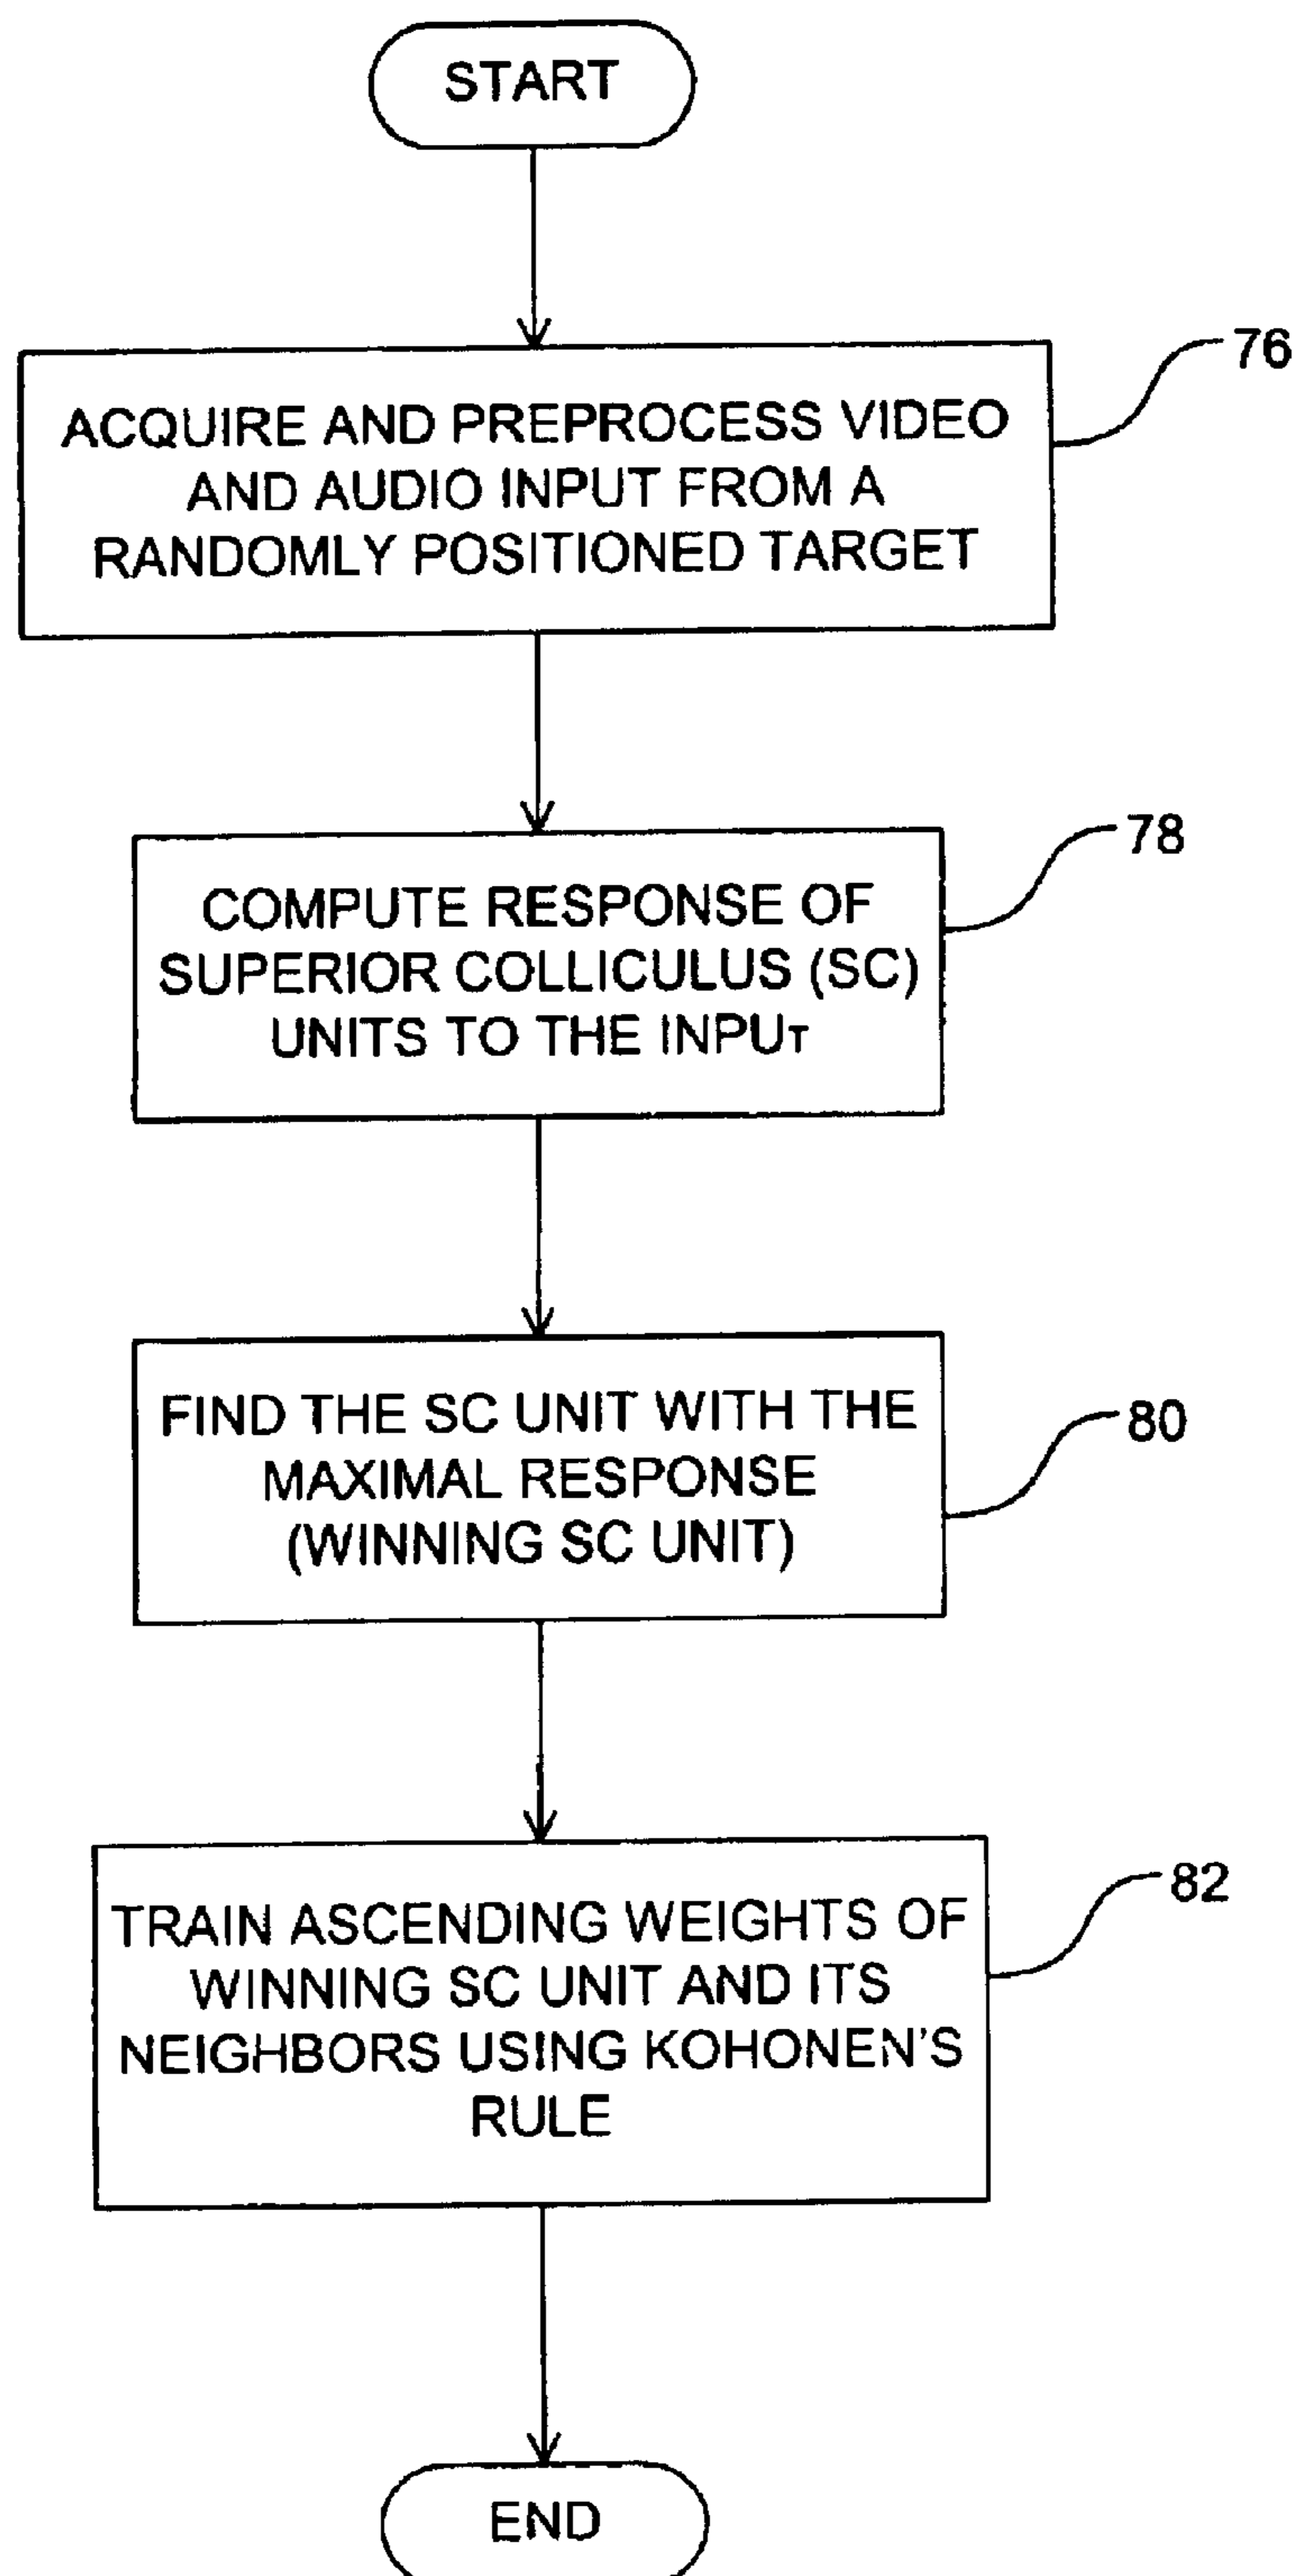 START
76
ACQUIRE AND PREPROCESS VIDEO
AND AUDIO INPUT FROM A
RANDOMLY POSITIONED TARGET
78
COMPUTE RESPONSE OF
SUPERIOR COLLICULUS (SC)
UNITS TO THE INPUT
80
FIND THE SC UNIT WITH THE
MAXIMAL RESPONSE
(WINNING SC UNIT)
82
TRAIN ASCENDING WEIGHTS OF
WINNING SC UNIT AND ITS
NEIGHBORS USING KOHONEN'S
RULE
END